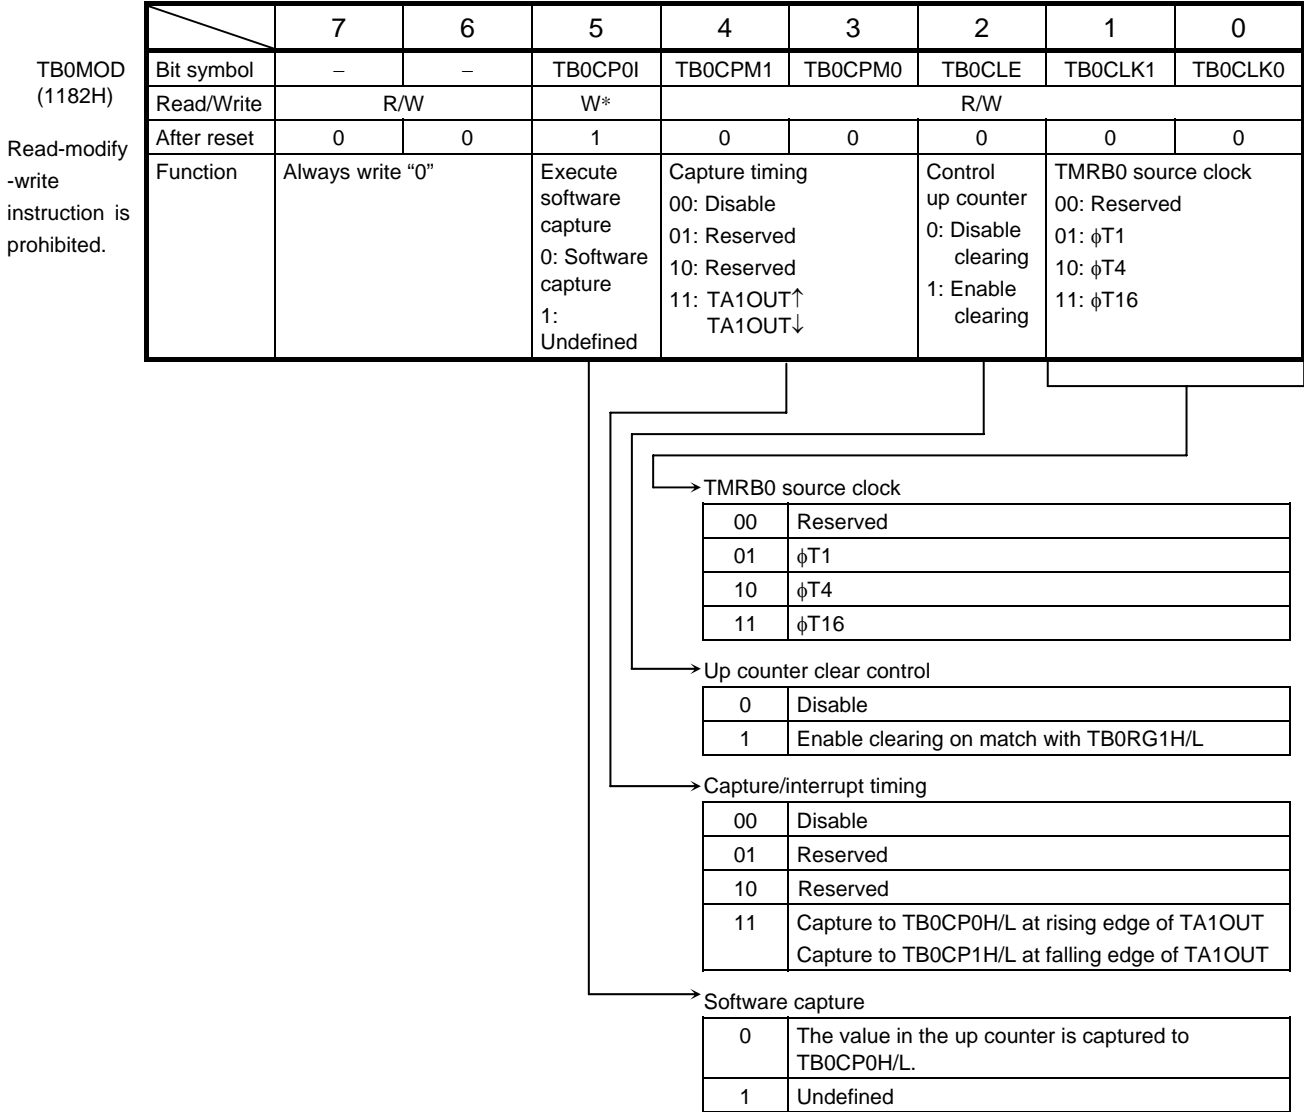 7 6 5 4 3 2 1 0
TB0MOD
(1182H)
Read-modify
-write
instruction is
prohibited.
Bit symbol – – TB0CP0I TB0CPM1 TB0CPM0 TB0CLE TB0CLK1 TB0CLK0
Read/Write R/W W* R/W
After reset 0 0 1 0 0 0 0 0
Function
Always write “0”
Execute
software
capture
0: Software
capture
1:
Undefined
Capture timing
00: Disable
01: Reserved
10: Reserved
11: TA1OUT↑
TA1OUT↓
Control
up counter
0: Disable
clearing
1: Enable
clearing
TMRB0 source clock
00: Reserved
01: ϕT1
10: ϕT4
11: ϕT16
TMRB0 source clock
00 Reserved
01 ϕT1
10 ϕT4
11 ϕT16
Up counter clear control
0 Disable
1 Enable clearing on match with TB0RG1H/L
Capture/interrupt timing
00 Disable
01 Reserved
10 Reserved
11 Capture to TB0CP0H/L at rising edge of TA1OUT
Capture to TB0CP1H/L at falling edge of TA1OUT
Software capture
0 The value in the up counter is captured to
TB0CP0H/L.
1 Undefined